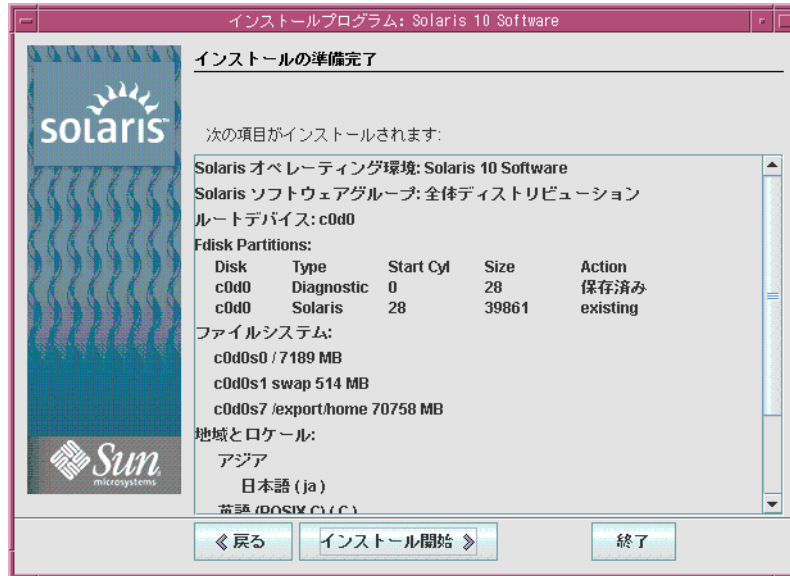 インストールプログラム: Solaris 10 Software
solaris™
インストールの準備完了
次の項目がインストールされます:
Solaris オペレーティング環境: Solaris 10 Software
Solaris ソフトウェアグループ: 全体ディストリビューション
ルートデバイス: c0d0
Fdisk Partitions:
Disk Type Start Cyl Size Action
c0d0 Diagnostic 0 28 保存済み
c0d0 Solaris 28 39861 existing
ファイルシステム:
c0d0s0 / 7189 MB
c0d0s1 swap 514 MB
c0d0s7 /export/home 70758 MB
地域とロケール:
アジア
日本語 ( ja )
英語 (POSIX C) ( C )
Sun
microsystems
戻る
インストール開始
終了